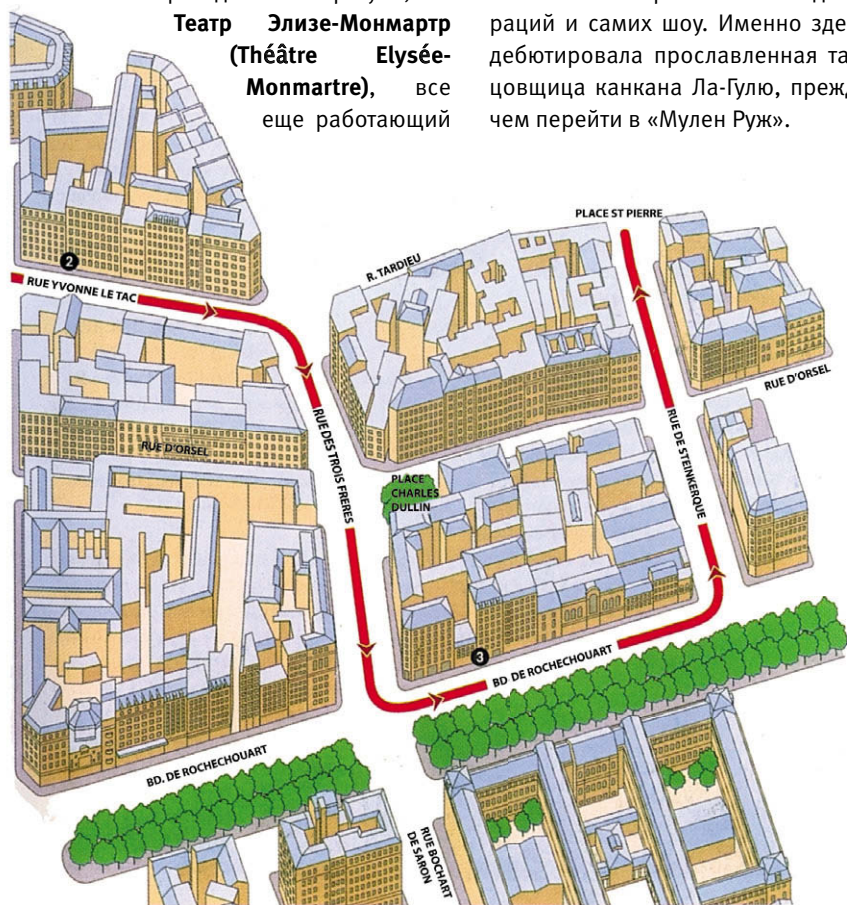 Театр Элизе-Монмартр
(Théâtre Elysée-
Monmartre), все
еще работающий
раций и самих шоу. Именно зде
дебютировала прославленная та
цовщица канкана Ла-Гулю, прежд
чем перейти в «Мулен Руж».
PLACE ST PIERRE
R. TARDIEU
2
RUE YVONNE LE TAC
RUE D'ORSEL
RUE DES TROIS FRERES
RUE DE STEINKERQUE
RUE D'ORSEL
PLACE
CHARLES
DULLIN
3
BD DE ROCHECHOUART
BD. DE ROCHECHOUART
RUE BOCHART
DE SARON